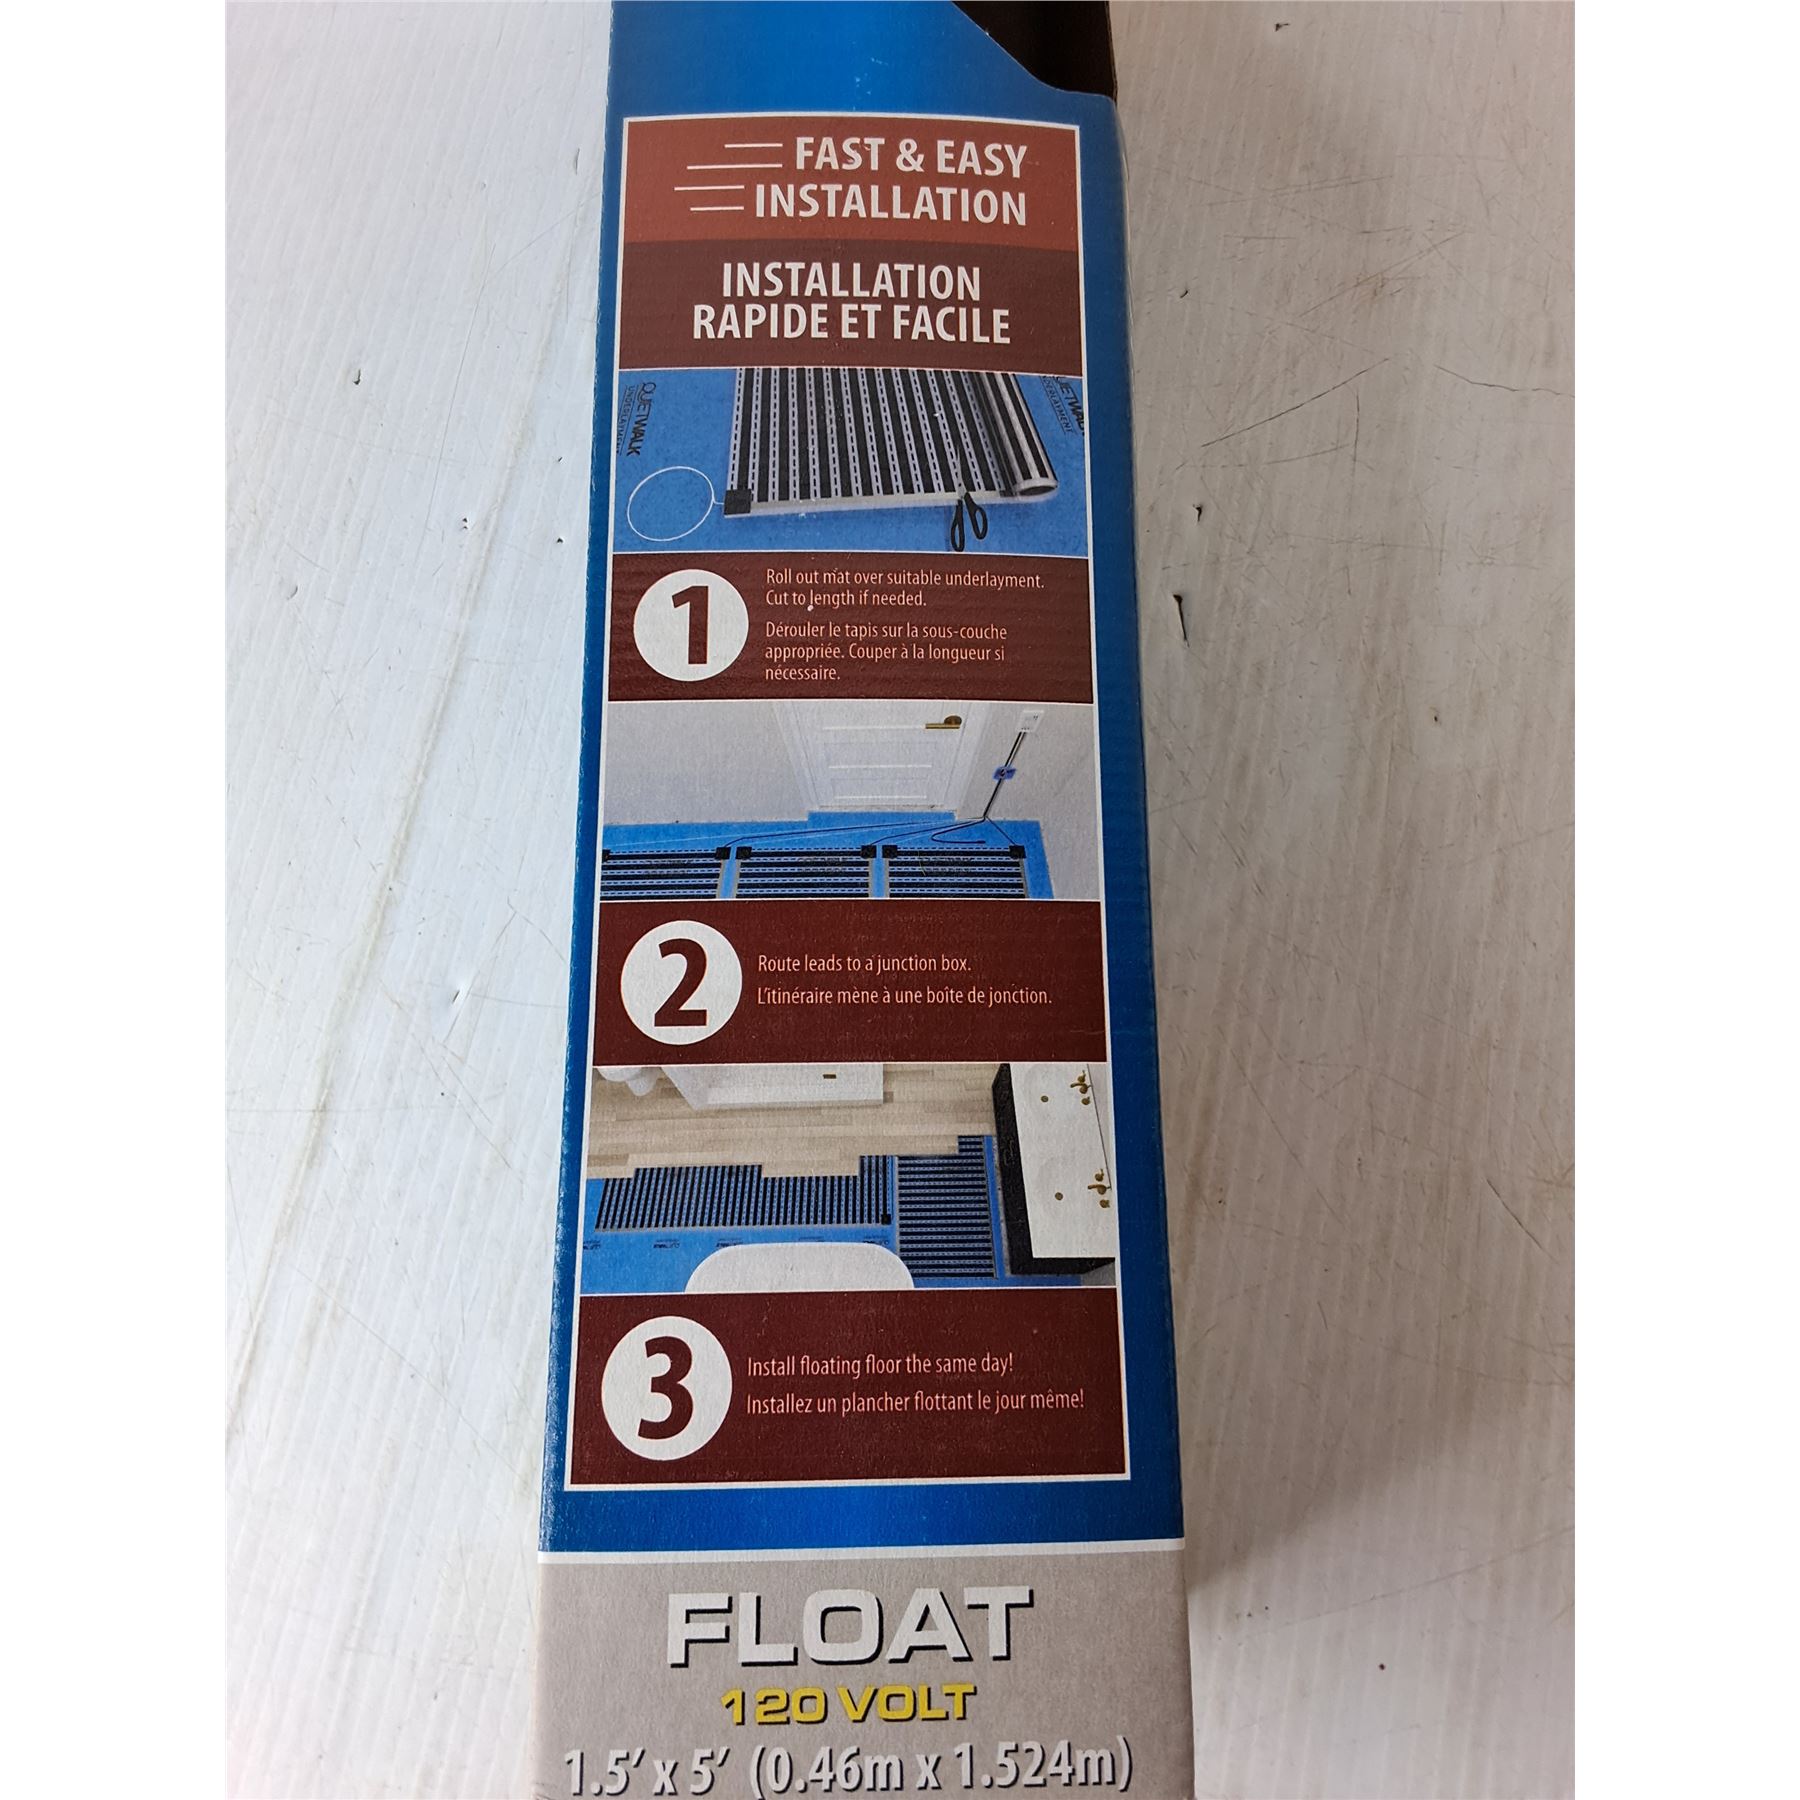 FAST & EASY
INSTALLATION
INSTALLATION
RAPIDE ET FACILE
QUIETWALK
UNDERLAYMENT
1
Roll out mat over suitable underlayment.
Cut to length if needed.
Dérouler le tapis sur la sous-couche
appropriée. Couper à la longueur si
nécessaire.
2
Route leads to a junction box.
L'itinéraire mène à une boîte de jonction.
3
Install floating floor the same day!
Installez un plancher flottant le jour même!
FLOAT
120 VOLT
1.5' x 5' (0.46m x 1.524m)